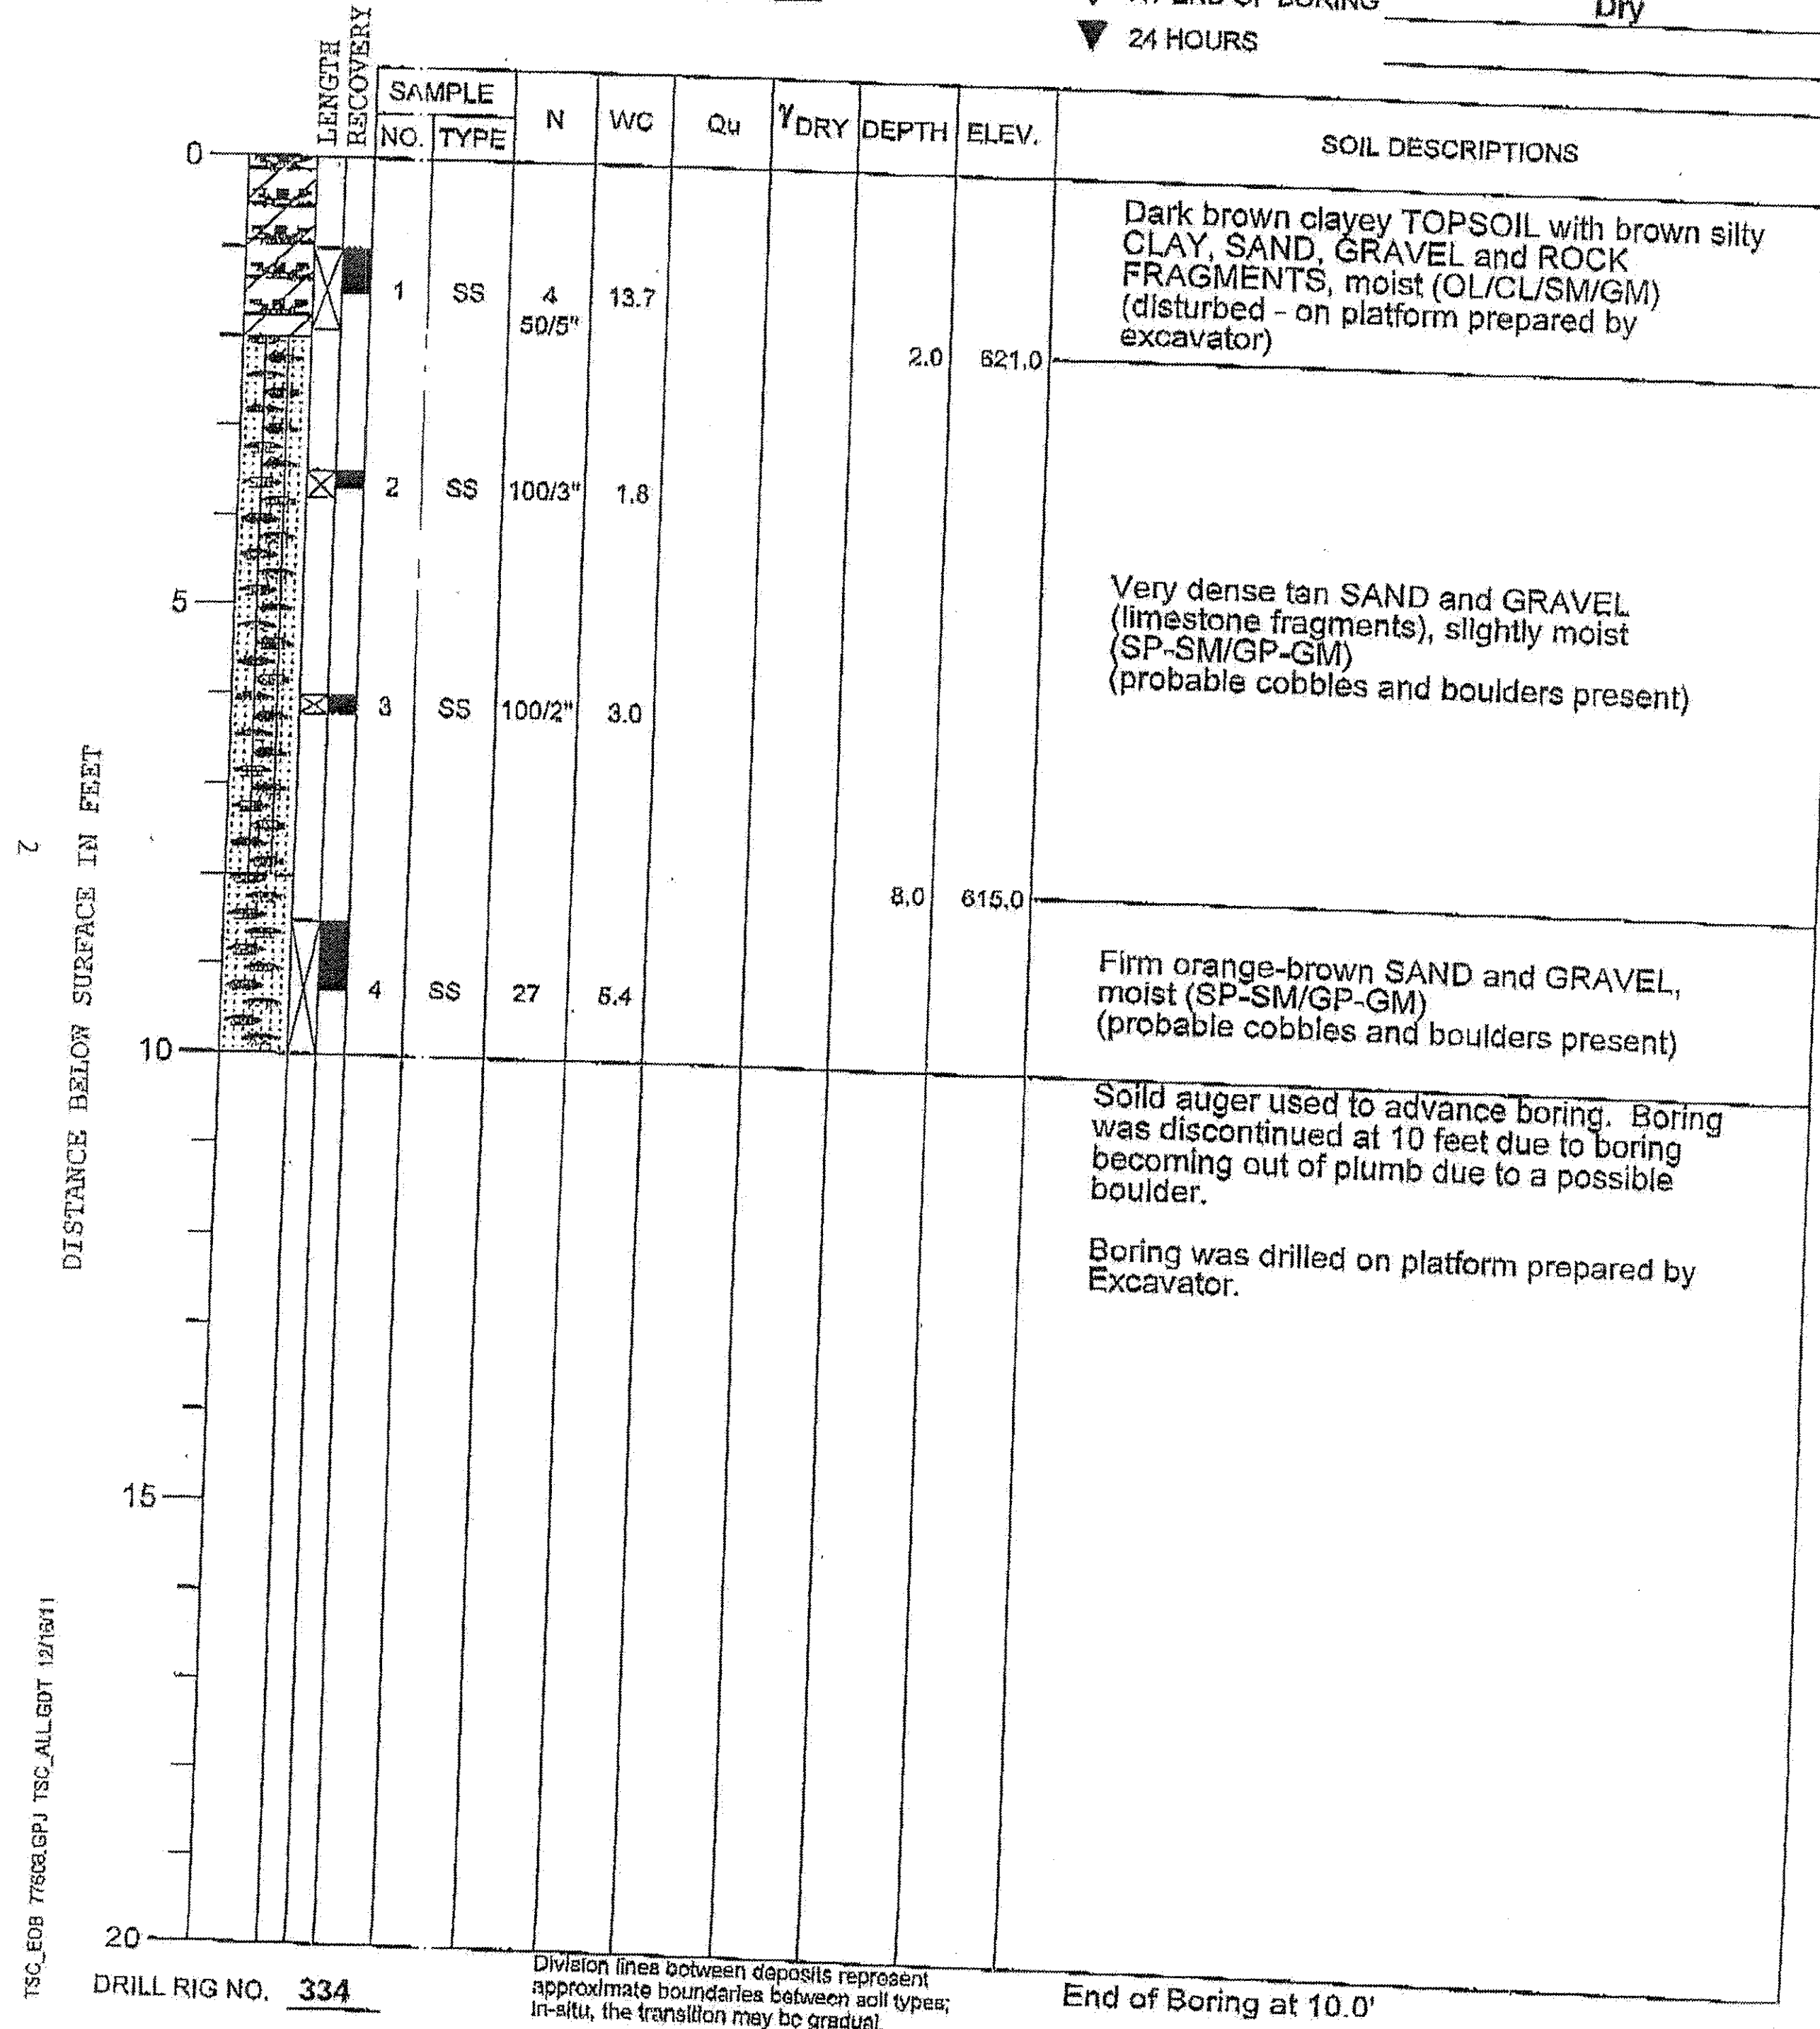 AT END OF BORING Dry
24 HOURS
LENGTH
RECOVERY
SAMPLE
NO. TYPE N WC Qu γDRY DEPTH ELEV. SOIL DESCRIPTIONS
0
Dark brown clayey TOPSOIL with brown silty
CLAY, SAND, GRAVEL and ROCK
FRAGMENTS, moist (OL/CL/SM/GM)
(disturbed - on platform prepared by
excavator)
1 SS 4 13.7
50/5"
2.0 621.0
2 SS 100/3" 1.8
5
Very dense tan SAND and GRAVEL
(limestone fragments), slightly moist
(SP-SM/GP-GM)
(probable cobbles and boulders present)
3 SS 100/2" 3.0
8.0 615.0
Firm orange-brown SAND and GRAVEL,
moist (SP-SM/GP-GM)
(probable cobbles and boulders present)
4 SS 27 5.4
10
Soild auger used to advance boring. Boring
was discontinued at 10 feet due to boring
becoming out of plumb due to a possible
boulder.
Boring was drilled on platform prepared by
Excavator.
15
20
DISTANCE BELOW SURFACE IN FEET
2
TSC_EOB 77608.GPJ TSC_ALL.GDT 12/16/11
DRILL RIG NO. 334
Division lines between deposits represent
approximate boundaries between soil types;
in-situ, the transition may be gradual.
End of Boring at 10.0'